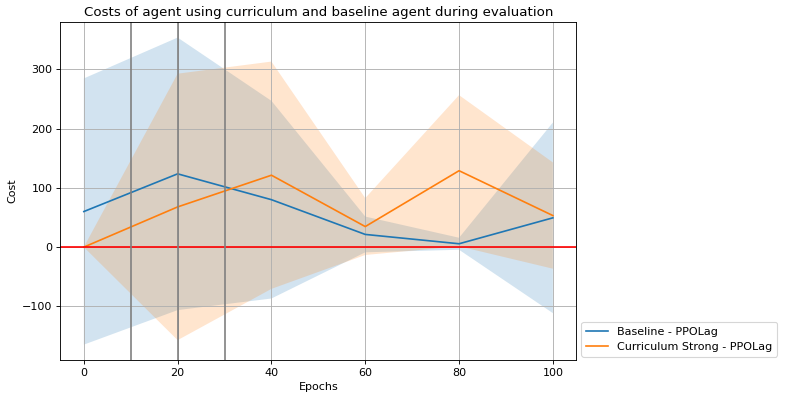 Costs of agent using curriculum and baseline agent during evaluation
300
200
100
0
−100
Cost
0 20 40 60 80 100
Epochs
Baseline - PPOLag
Curriculum Strong - PPOLag